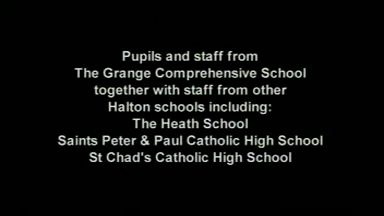 Pupils and staff from
The Grange Comprehensive School
together with staff from other
Halton schools including:
The Heath School
Saints Peter & Paul Catholic High School
St Chad's Catholic High School